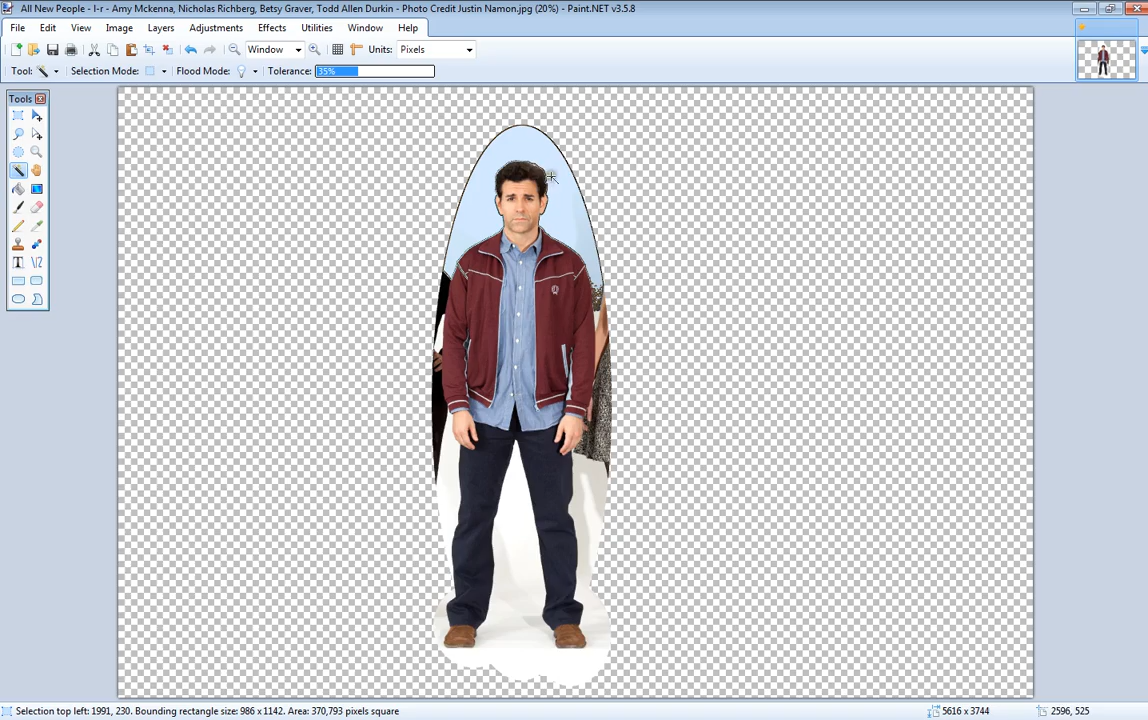 All New People - l-r - Amy Mckenna, Nicholas Richberg, Betsy Graver, Todd Allen Durkin - Photo Credit Justin Namon.jpg (20%) - Paint.NET v3.5.8
File Edit View Image Layers Adjustments Effects Utilities Window Help
Window Units: Pixels
Tool: Selection Mode: Flood Mode: Tolerance: 35%
Tools
Selection top left: 1991, 230. Bounding rectangle size: 986 x 1142. Area: 370,793 pixels square 5616 x 3744 2596, 525